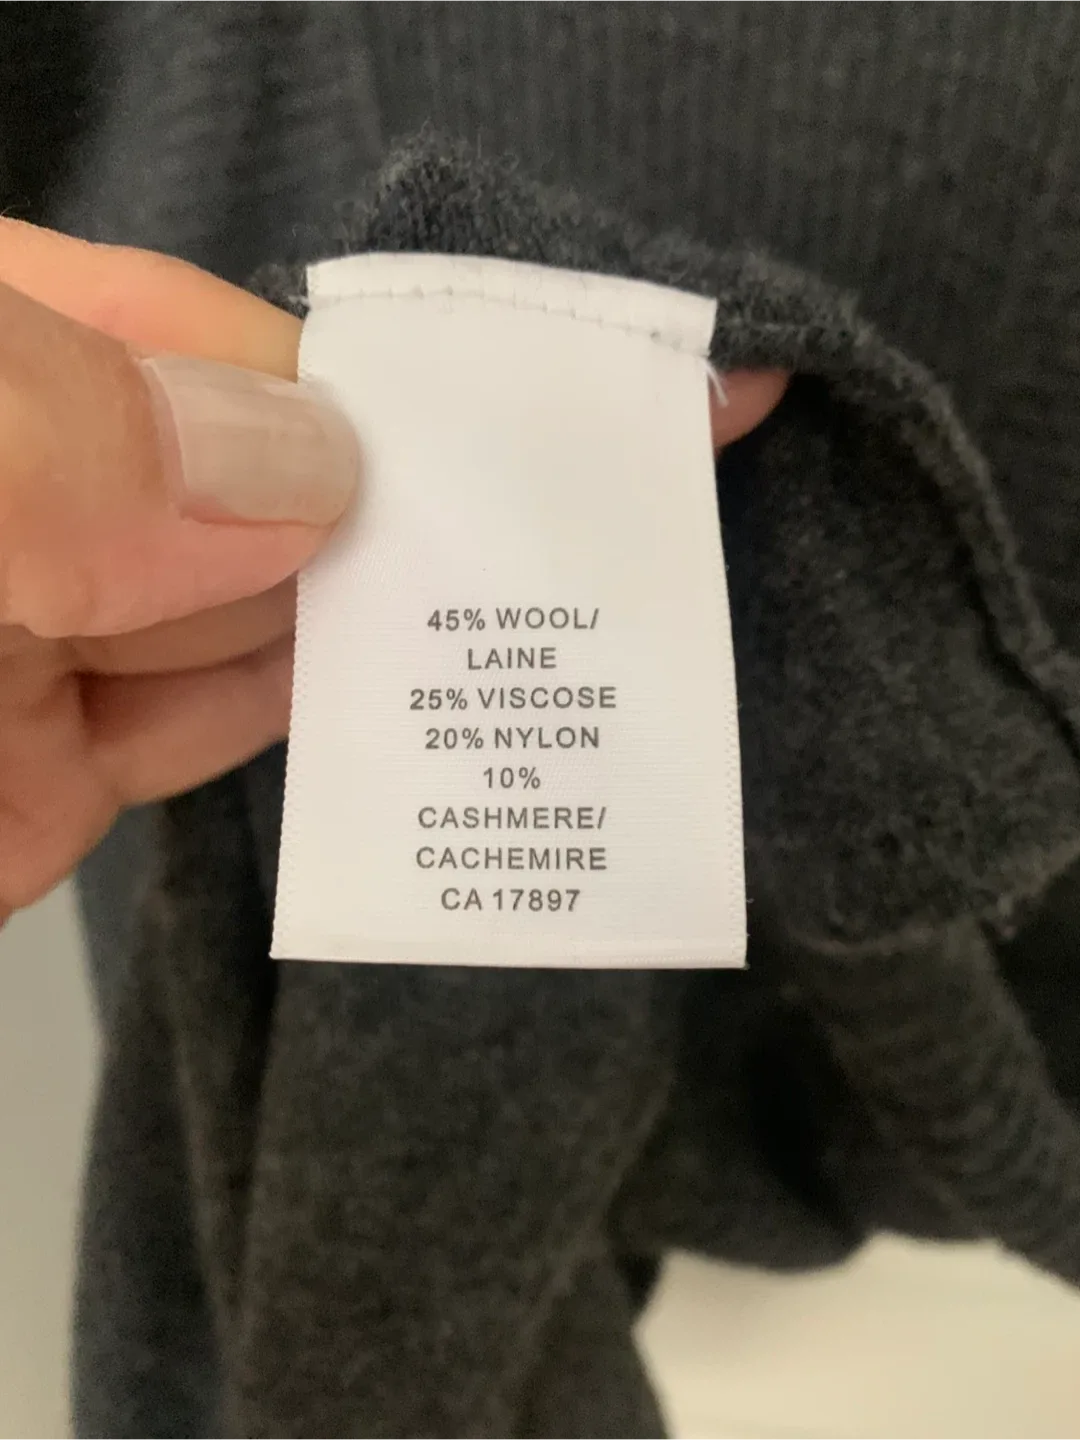 45% WOOL/
LAINE
25% VISCOSE
20% NYLON
10%
CASHMERE/
CACHEMIRE
CA 17897